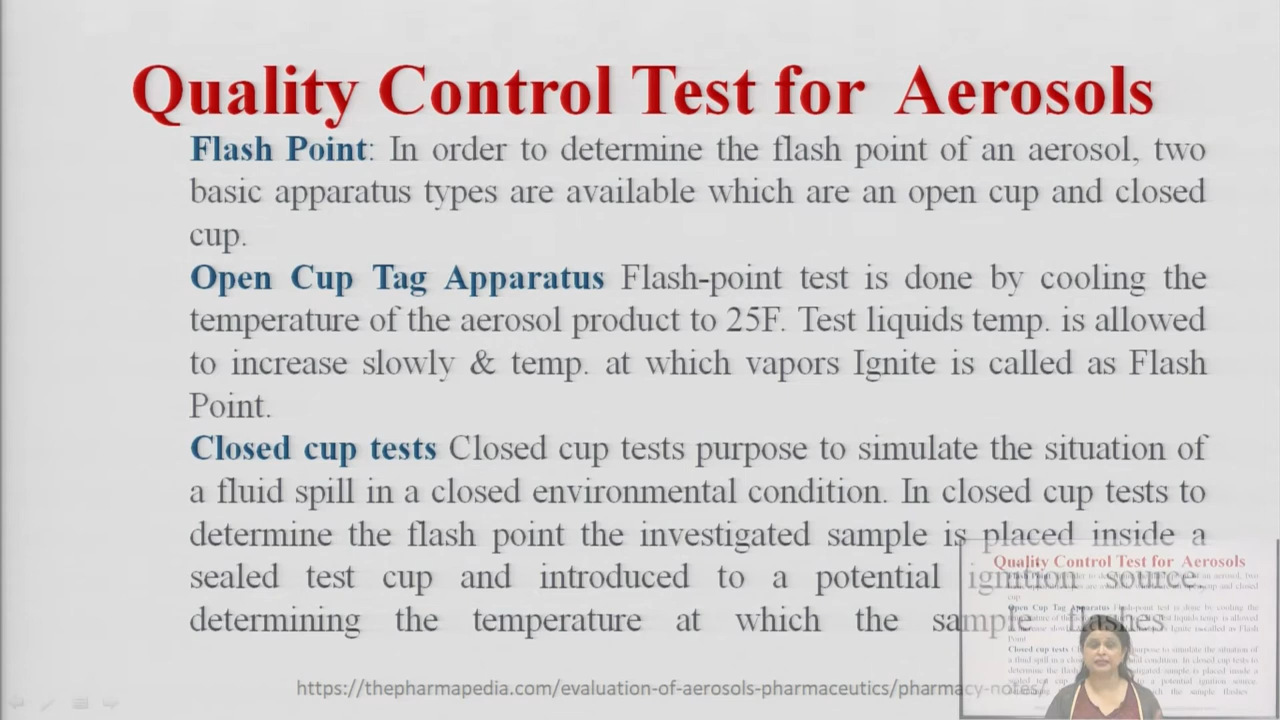 Quality Control Test for Aerosols
Flash Point: In order to determine the flash point of an aerosol, two
basic apparatus types are available which are an open cup and closed
cup.
Open Cup Tag Apparatus Flash-point test is done by cooling the
temperature of the aerosol product to 25F. Test liquids temp. is allowed
to increase slowly & temp. at which vapors Ignite is called as Flash
Point.
Closed cup tests Closed cup tests purpose to simulate the situation of
a fluid spill in a closed environmental condition. In closed cup tests to
determine the flash point the investigated sample is placed inside a
sealed test cup and introduced to a potential ignition source.
determining the temperature at which the sample flashes
https://thepharmapedia.com/evaluation-of-aerosols-pharmaceutics/pharmacy-notes/
Quality Control Test for Aerosols